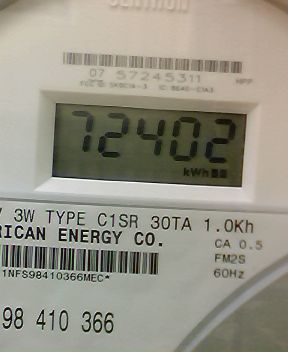 CENTRON
07 57245311
72402
kWh
3W TYPE C1SR 30TA 1.0Kh
RICAN ENERGY CO.
CA 0.5
FM2S
60Hz
1NFS98410366MEC*
98 410 366